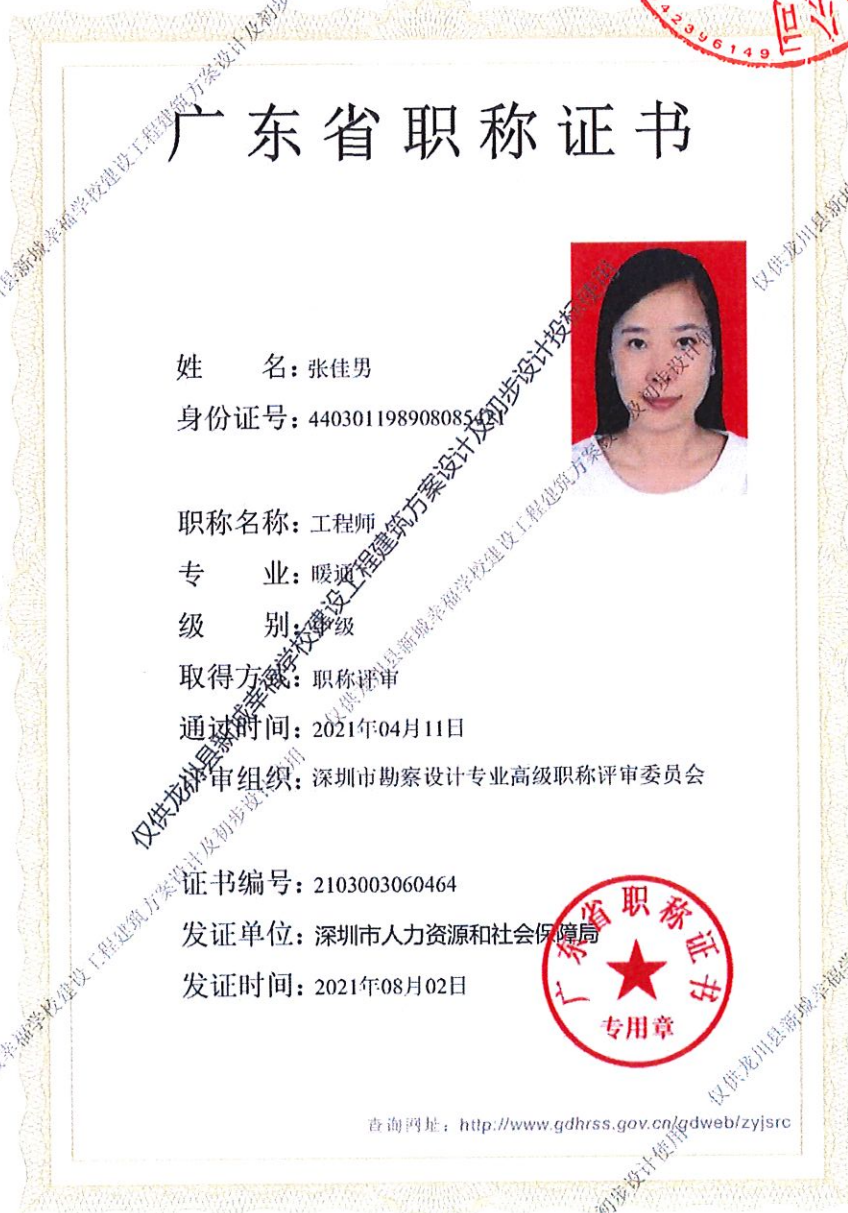 42396149
广东省职称证书
姓 名：张佳男
身份证号：440301198908085421
职称名称：工程师
专 业：暖通
级 别：中级
取得方式：职称评审
通过时间：2021年04月11日
评审组织：深圳市勘察设计专业高级职称评审委员会
证书编号：2103003060464
发证单位：深圳市人力资源和社会保障局
发证时间：2021年08月02日
广东省职称证书
专用章
查询网址：http://www.gdhrss.gov.cn/gdweb/zyjsrc
仅供龙川县新城幸福学校建设工程建筑方案设计及初步设计投标使用